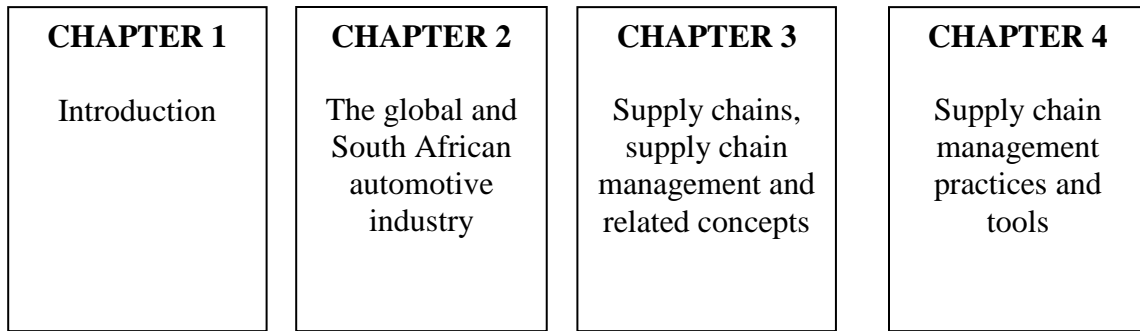 CHAPTER 1
Introduction
CHAPTER 2
The global and
South African
automotive
industry
CHAPTER 3
Supply chains,
supply chain
management and
related concepts
CHAPTER 4
Supply chain
management
practices and
tools